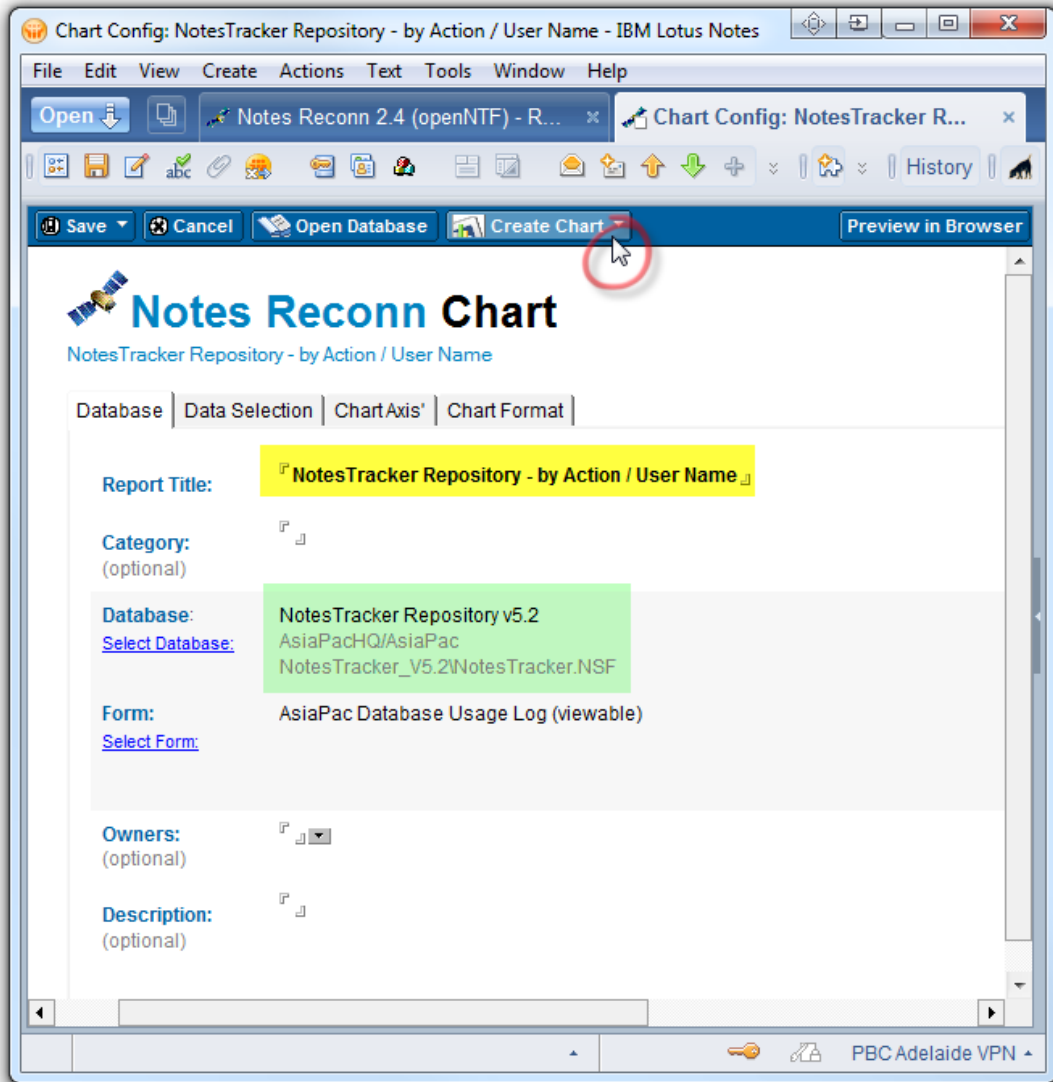 Chart Config: NotesTracker Repository - by Action / User Name - IBM Lotus Notes
File Edit View Create Actions Text Tools Window Help
Open Notes Reconn 2.4 (openNTF) - R... × Chart Config: NotesTracker R... ×
abc History
Save Cancel Open Database Create Chart Preview in Browser
Notes Reconn Chart
NotesTracker Repository - by Action / User Name
Database Data Selection Chart Axis' Chart Format
Report Title: NotesTracker Repository - by Action / User Name
Category:
(optional)
Database: NotesTracker Repository v5.2
Select Database: AsiaPacHQ/AsiaPac
NotesTracker_V5.2\NotesTracker.NSF
Form: AsiaPac Database Usage Log (viewable)
Select Form:
Owners:
(optional)
Description:
(optional)
PBC Adelaide VPN